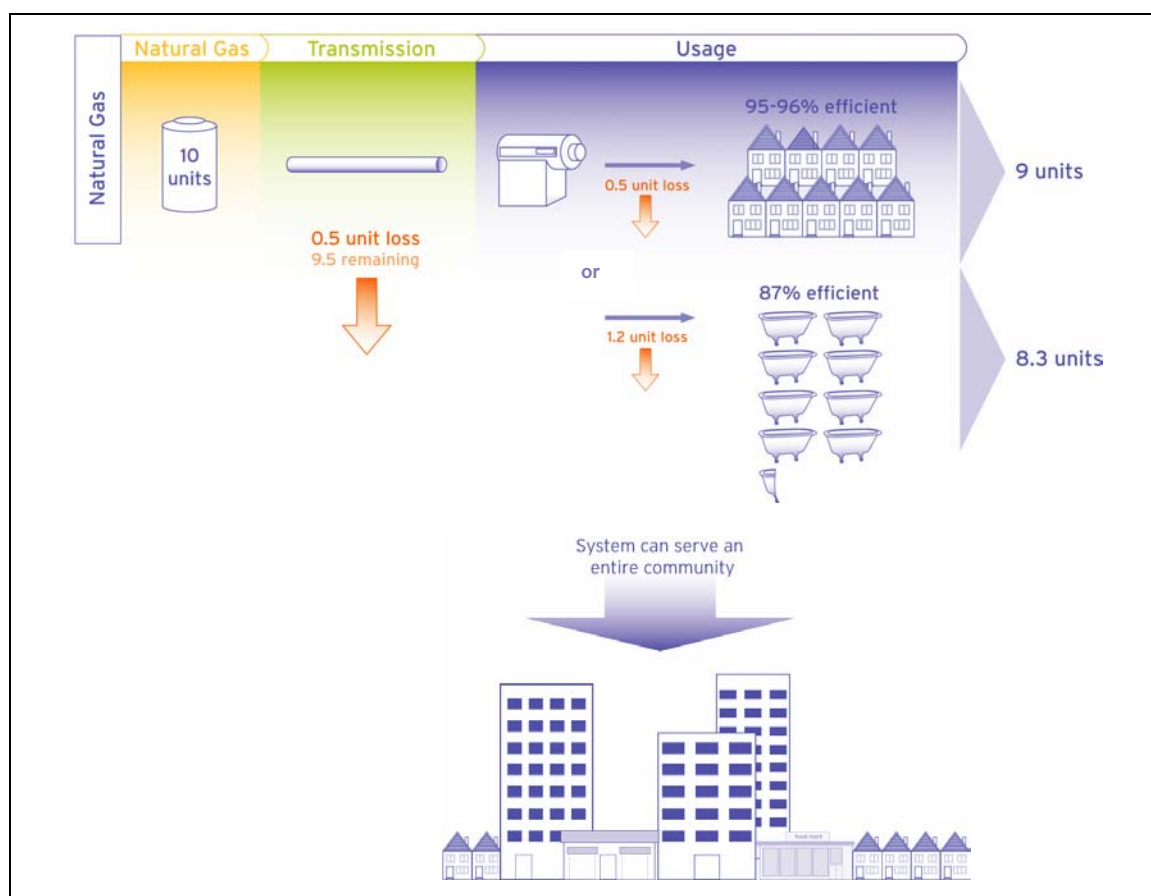 Natural Gas
Transmission
Usage
Natural Gas
10
units
0.5 unit loss
9.5 remaining
95-96% efficient
0.5 unit loss
9 units
or
87% efficient
1.2 unit loss
8.3 units
System can serve an
entire community
food mart